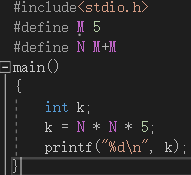 #include<stdio.h>
#define M 5
#define N M+M
main()
{
int k;
k = N * N * 5;
printf("%d\n", k);
}